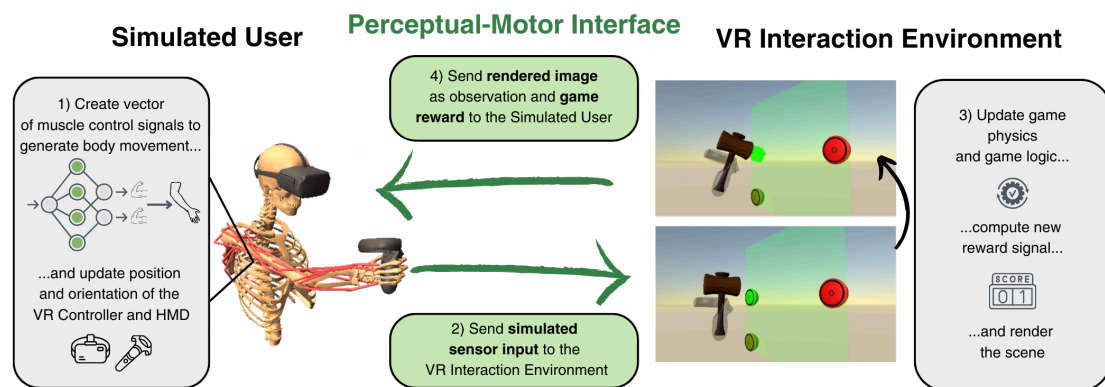 Simulated User
Perceptual-Motor Interface
VR Interaction Environment
1) Create vector
of muscle control signals to
generate body movement...
...and update position
and orientation of the
VR Controller and HMD
4) Send rendered image
as observation and game
reward to the Simulated User
2) Send simulated
sensor input to the
VR Interaction Environment
3) Update game
physics
and game logic...
...compute new
reward signal...
SCORE
01
...and render
the scene